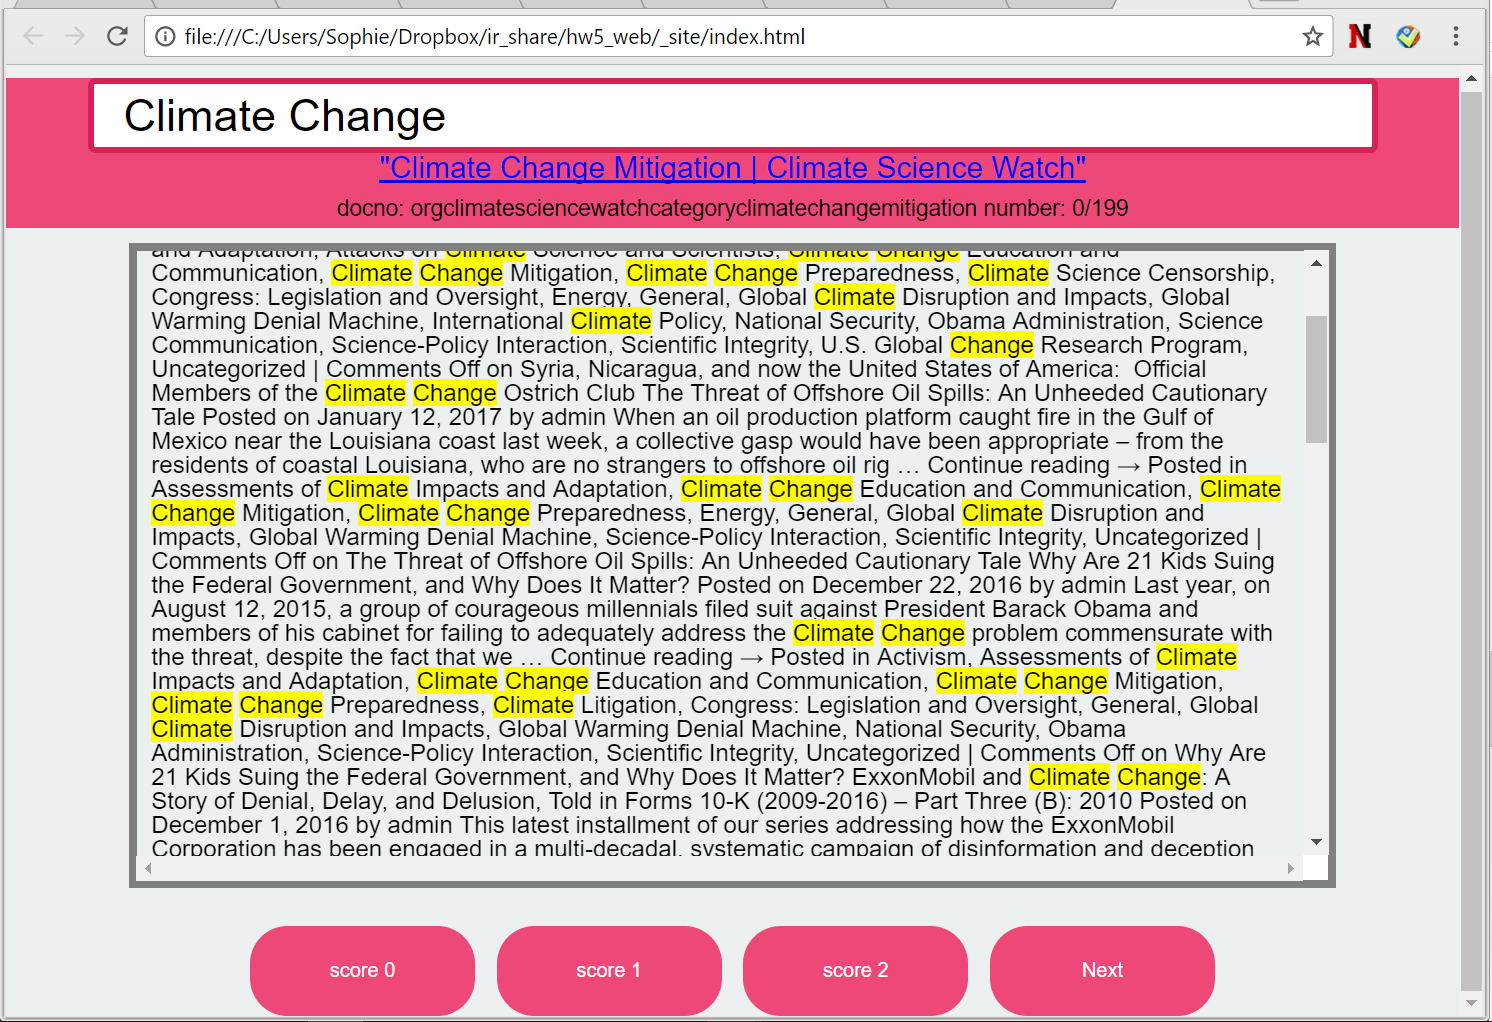 file:///C:/Users/Sophie/Dropbox/ir_share/hw5_web/_site/index.html
Climate Change
"Climate Change Mitigation | Climate Science Watch"
docno: orgclimatesciencewatchcategoryclimatechangemitigation number: 0/199
and Adaptation, Attacks on Climate Science and Scientists, Climate Change Education and
Communication, Climate Change Mitigation, Climate Change Preparedness, Climate Science Censorship,
Congress: Legislation and Oversight, Energy, General, Global Climate Disruption and Impacts, Global
Warming Denial Machine, International Climate Policy, National Security, Obama Administration, Science
Communication, Science-Policy Interaction, Scientific Integrity, U.S. Global Change Research Program,
Uncategorized | Comments Off on Syria, Nicaragua, and now the United States of America:  Official
Members of the Climate Change Ostrich Club The Threat of Offshore Oil Spills: An Unheeded Cautionary
Tale Posted on January 12, 2017 by admin When an oil production platform caught fire in the Gulf of
Mexico near the Louisiana coast last week, a collective gasp would have been appropriate – from the
residents of coastal Louisiana, who are no strangers to offshore oil rig … Continue reading → Posted in
Assessments of Climate Impacts and Adaptation, Climate Change Education and Communication, Climate
Change Mitigation, Climate Change Preparedness, Energy, General, Global Climate Disruption and
Impacts, Global Warming Denial Machine, Science-Policy Interaction, Scientific Integrity, Uncategorized |
Comments Off on The Threat of Offshore Oil Spills: An Unheeded Cautionary Tale Why Are 21 Kids Suing
the Federal Government, and Why Does It Matter? Posted on December 22, 2016 by admin Last year, on
August 12, 2015, a group of courageous millennials filed suit against President Barack Obama and
members of his cabinet for failing to adequately address the Climate Change problem commensurate with
the threat, despite the fact that we … Continue reading → Posted in Activism, Assessments of Climate
Impacts and Adaptation, Climate Change Education and Communication, Climate Change Mitigation,
Climate Change Preparedness, Climate Litigation, Congress: Legislation and Oversight, General, Global
Climate Disruption and Impacts, Global Warming Denial Machine, National Security, Obama
Administration, Science-Policy Interaction, Scientific Integrity, Uncategorized | Comments Off on Why Are
21 Kids Suing the Federal Government, and Why Does It Matter? ExxonMobil and Climate Change: A
Story of Denial, Delay, and Delusion, Told in Forms 10-K (2009-2016) – Part Three (B): 2010 Posted on
December 1, 2016 by admin This latest installment of our series addressing how the ExxonMobil
Corporation has been engaged in a multi-decadal, systematic campaign of disinformation and deception
score 0
score 1
score 2
Next